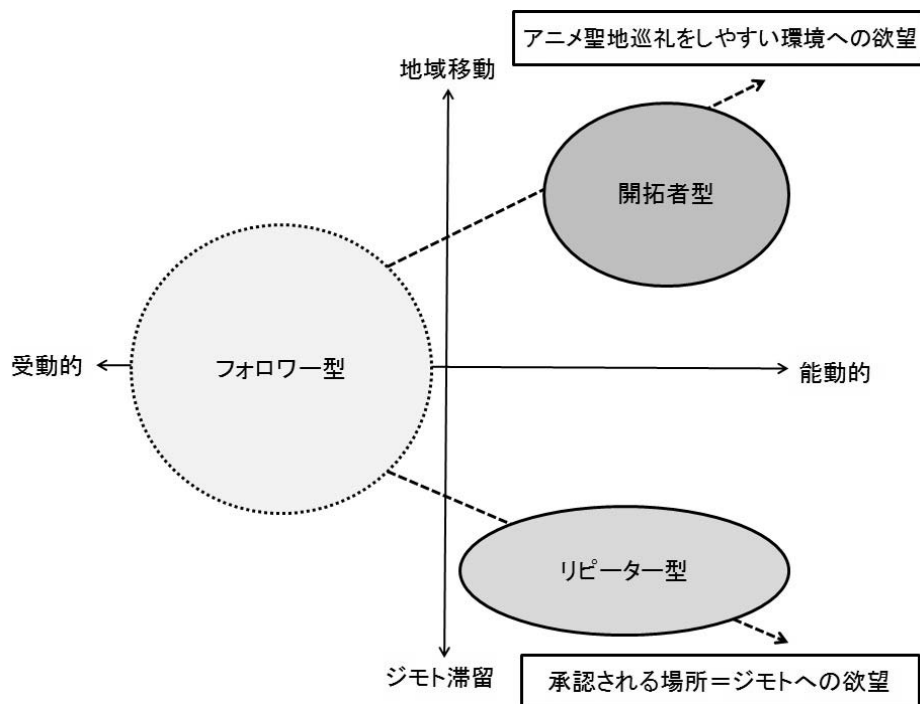 アニメ聖地巡礼をしやすい環境への欲望
地域移動
開拓者型
受動的
フォロワー型
能動的
リピーター型
ジモト滞留
承認される場所＝ジモトへの欲望